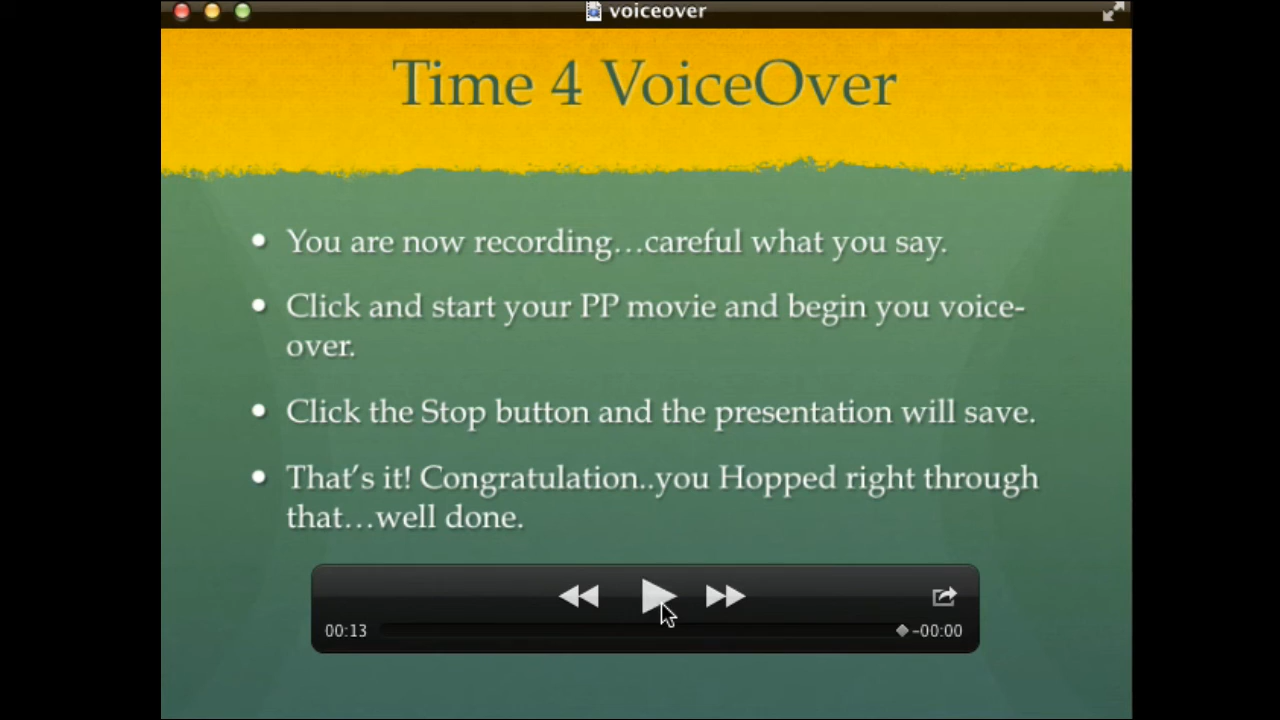 voiceover
Time 4 VoiceOver
• You are now recording…careful what you say.
• Click and start your PP movie and begin you voice-
over.
• Click the Stop button and the presentation will save.
• That’s it! Congratulation..you Hopped right through
that…well done.
00:13 -00:00